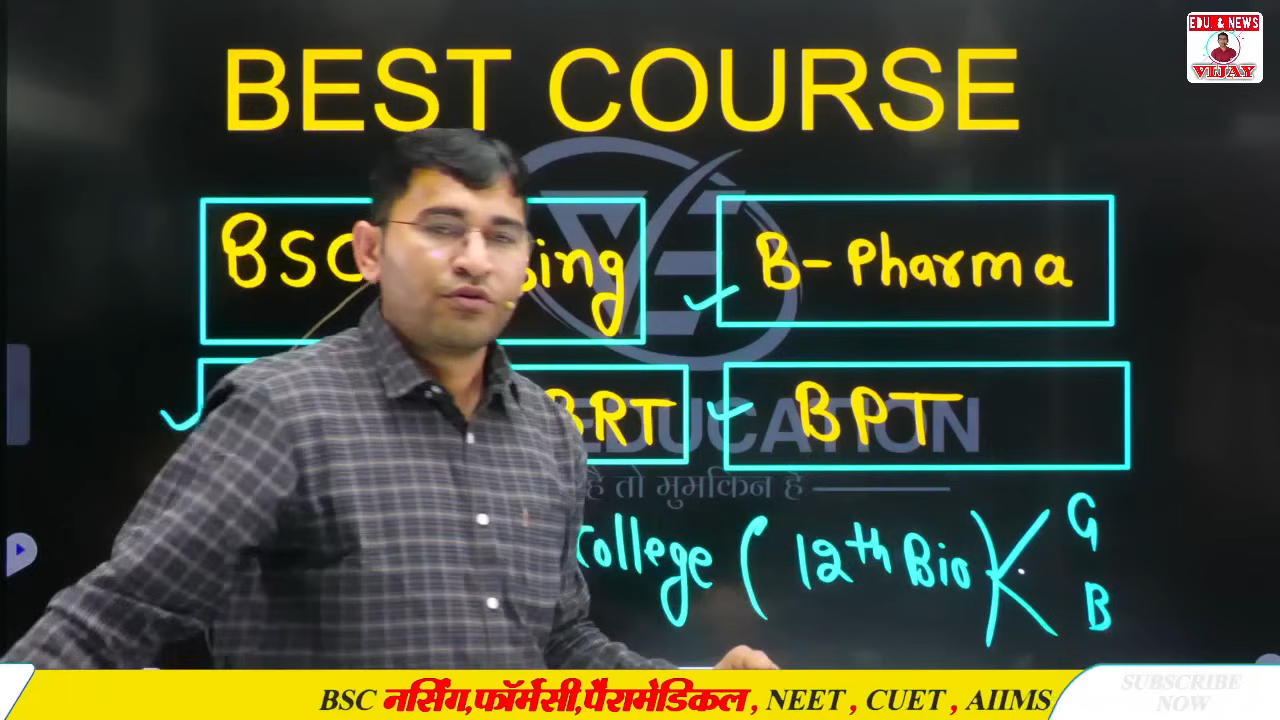 EDU. & NEWS
VIJAY
BEST COURSE
BSC
sing
B-Pharma
BRT
BPT
EDUCATION
है तो मुमकिन है
College (12th Bio)
G
B
BSC नर्सिंग,फॉर्मेसी,पैरामेडिकल , NEET , CUET , AIIMS
SUBSCRIBE
NOW